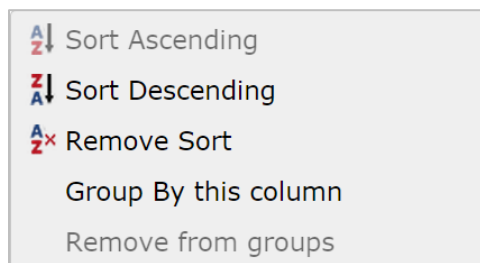 Sort Ascending
Sort Descending
Remove Sort
Group By this column
Remove from groups